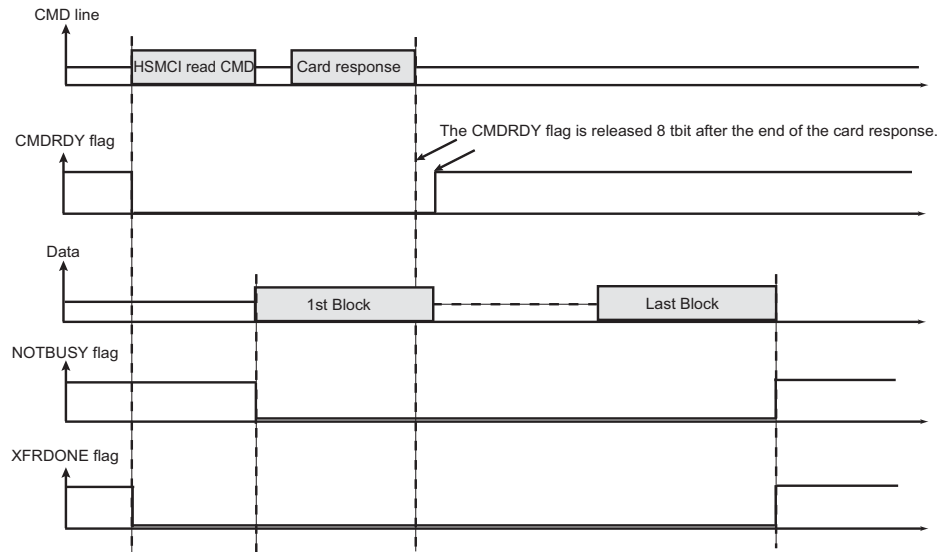 CMD line
HSMCI read CMD
Card response
The CMDRDY flag is released 8 tbit after the end of the card response.
CMDRDY flag
Data
1st Block
Last Block
NOTBUSY flag
XFRDONE flag